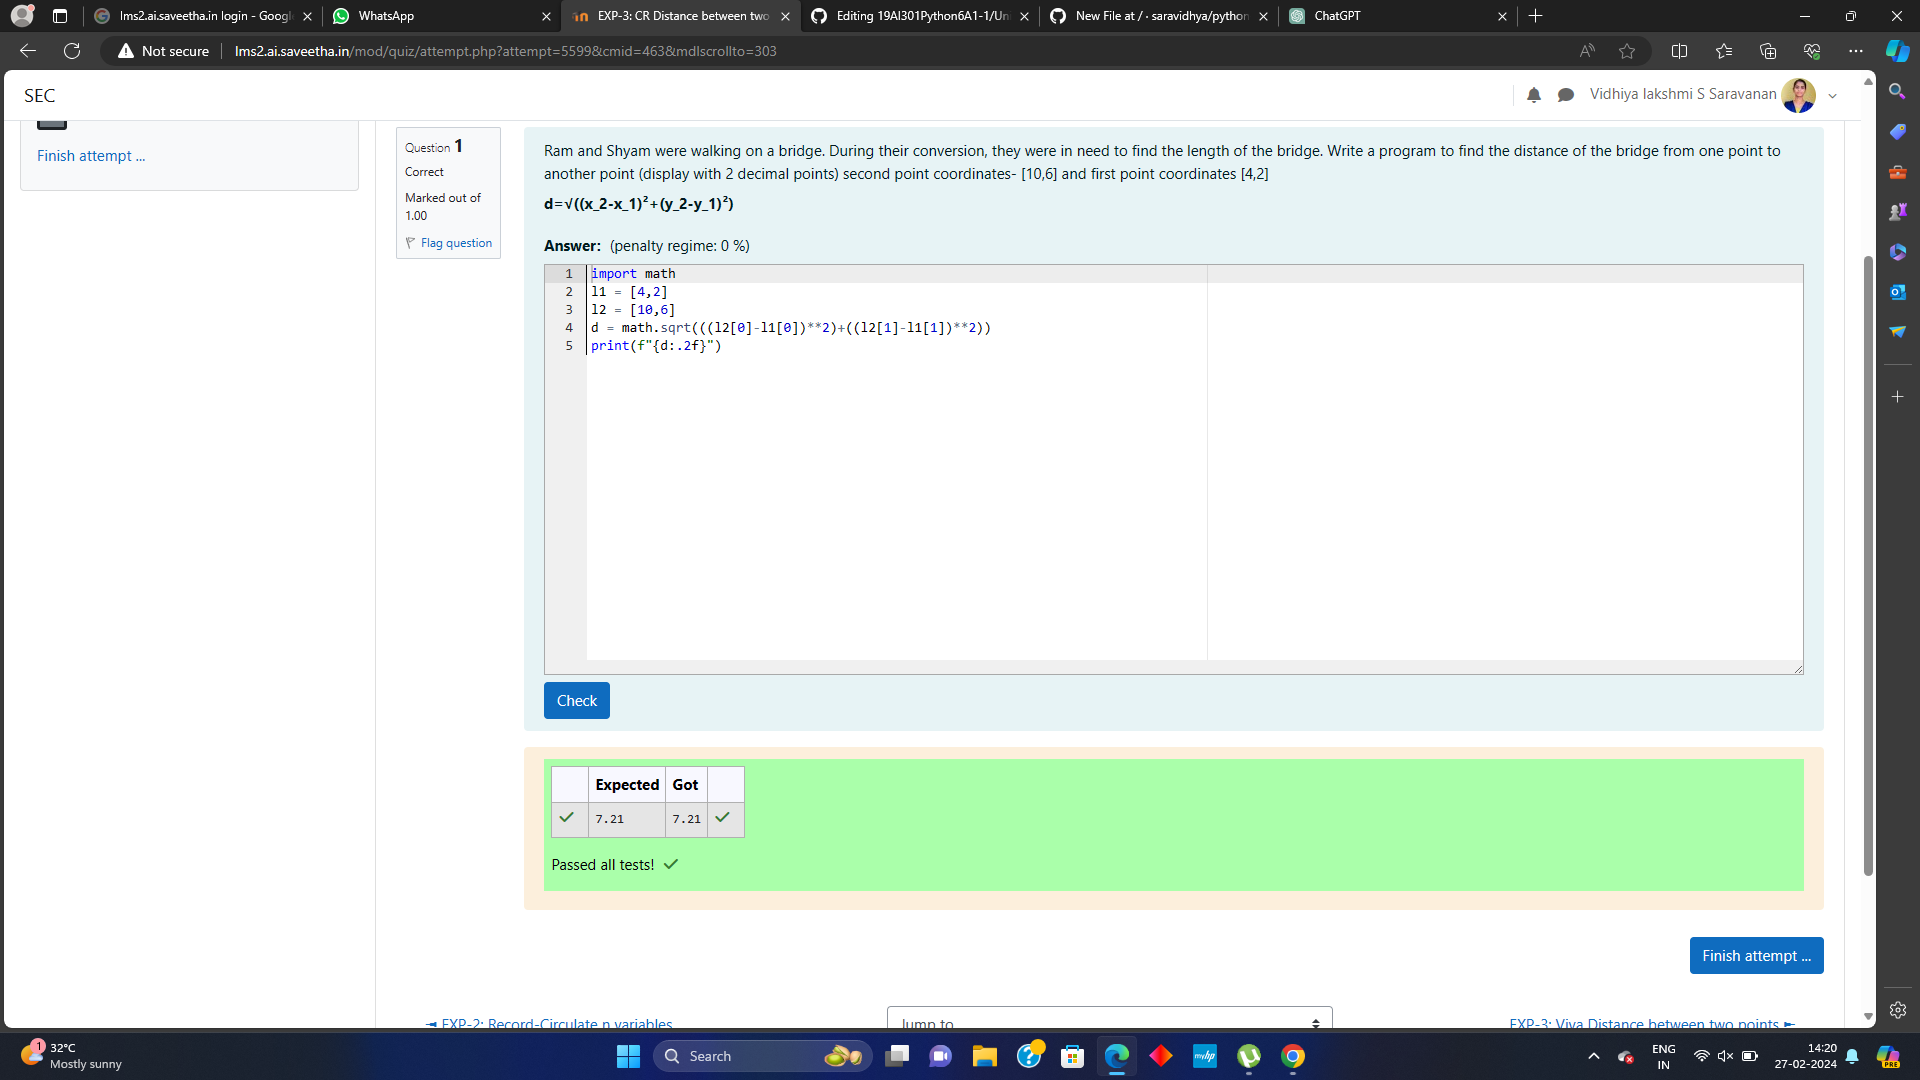 lms2.ai.saveetha.in login - Googl
WhatsApp
EXP-3: CR Distance between two
Editing 19AI301Python6A1-1/Un
New File at / · saravidhya/python
ChatGPT
Not secure
lms2.ai.saveetha.in/mod/quiz/attempt.php?attempt=5599&cmid=463&mdlscrollto=303
SEC
Vidhiya lakshmi S Saravanan
Finish attempt ...
Question 1
Correct
Marked out of
1.00
Flag question
Ram and Shyam were walking on a bridge. During their conversion, they were in need to find the length of the bridge. Write a program to find the distance of the bridge from one point to
another point (display with 2 decimal points) second point coordinates- [10,6] and first point coordinates [4,2]
d=√((x_2-x_1)²+(y_2-y_1)²)
Answer: (penalty regime: 0 %)
1 import math
2 l1 = [4,2]
3 l2 = [10,6]
4 d = math.sqrt(((l2[0]-l1[0])**2)+((l2[1]-l1[1])**2))
5 print(f"{d:.2f}")
Check
Expected Got
7.21 7.21
Passed all tests!
Finish attempt ...
EXP-2: Record-Circulate n variables
Jump to...
EXP-3: Viva Distance between two points
1
32°C
Mostly sunny
Search
myhp
PRE
ENG
IN
14:20
27-02-2024